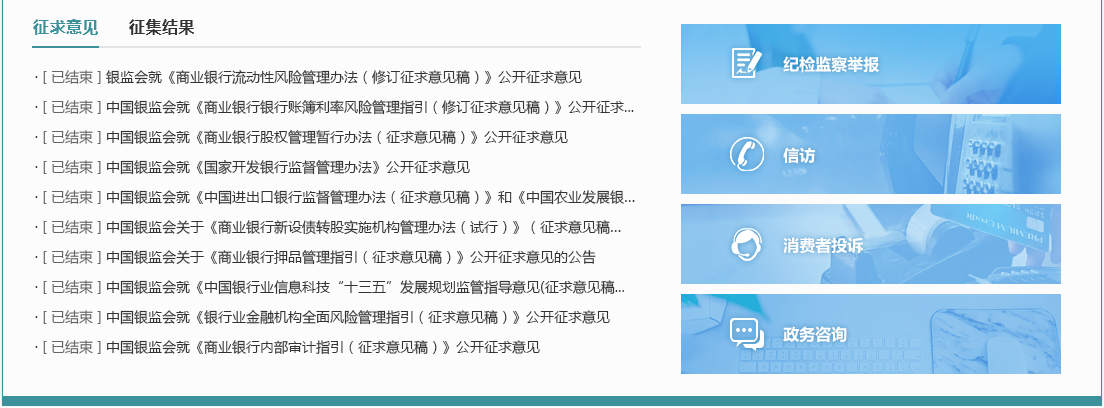 征求意见 征集结果
· [ 已结束 ] 银监会就《商业银行流动性风险管理办法（修订征求意见稿）》公开征求意见
· [ 已结束 ] 中国银监会就《商业银行银行账簿利率风险管理指引（修订征求意见稿）》公开征求...
· [ 已结束 ] 中国银监会就《商业银行股权管理暂行办法（征求意见稿）》公开征求意见
· [ 已结束 ] 中国银监会就《国家开发银行监督管理办法》公开征求意见
· [ 已结束 ] 中国银监会就《中国进出口银行监督管理办法（征求意见稿）》和《中国农业发展银...
· [ 已结束 ] 中国银监会关于《商业银行新设债转股实施机构管理办法（试行）》（ 征求意见稿...
· [ 已结束 ] 中国银监会关于《商业银行押品管理指引（征求意见稿）》公开征求意见的公告
· [ 已结束 ] 中国银监会就《中国银行业信息科技“十三五”发展规划监管指导意见(征求意见稿...
· [ 已结束 ] 中国银监会就《银行业金融机构全面风险管理指引（征求意见稿）》公开征求意见
· [ 已结束 ] 中国银监会就《商业银行内部审计指引（征求意见稿）》公开征求意见
纪检监察举报
信访
消费者投诉
政务咨询